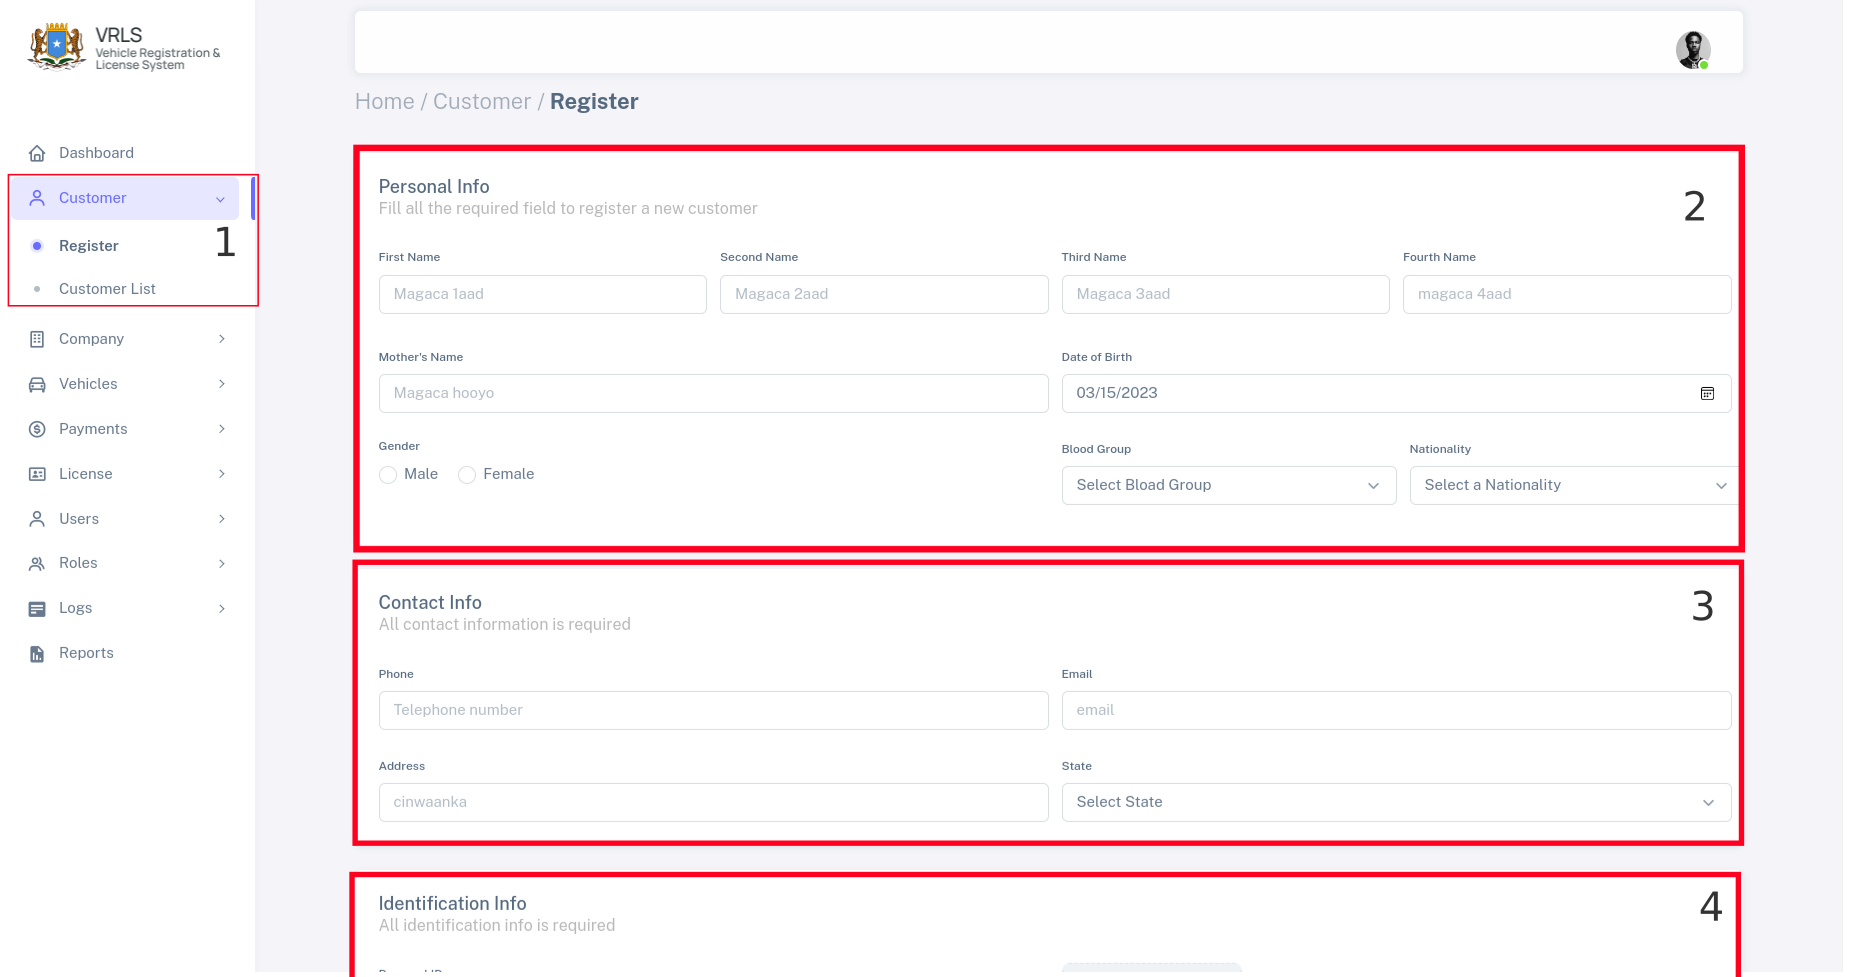 VRLS
Vehicle Registration &
License System
Home / Customer / Register
Dashboard
Customer
Register
Customer List
1
Company
Vehicles
Payments
License
Users
Roles
Logs
Reports
Personal Info
Fill all the required field to register a new customer
2
First Name Second Name Third Name Fourth Name
Magaca 1aad Magaca 2aad Magaca 3aad magaca 4aad
Mother's Name Date of Birth
Magaca hooyo 03/15/2023
Gender Blood Group Nationality
Male Female Select Bload Group Select a Nationality
Contact Info
All contact information is required
3
Phone Email
Telephone number email
Address State
cinwaanka Select State
Identification Info
All identification info is required
4